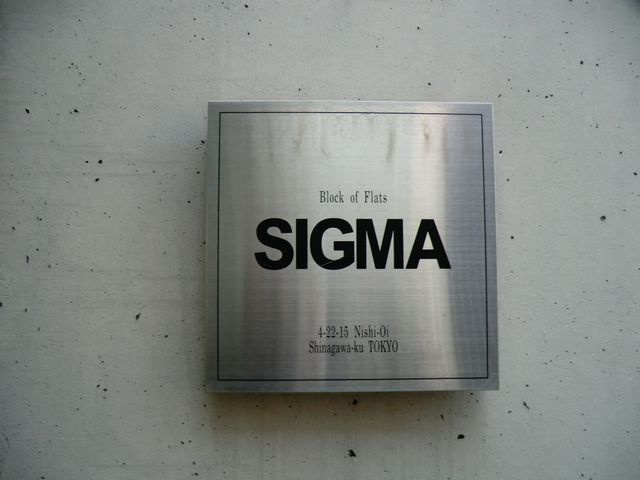 Block of Flats
SIGMA
4-22-15 Nishi-Oi
Shinagawa-ku TOKYO